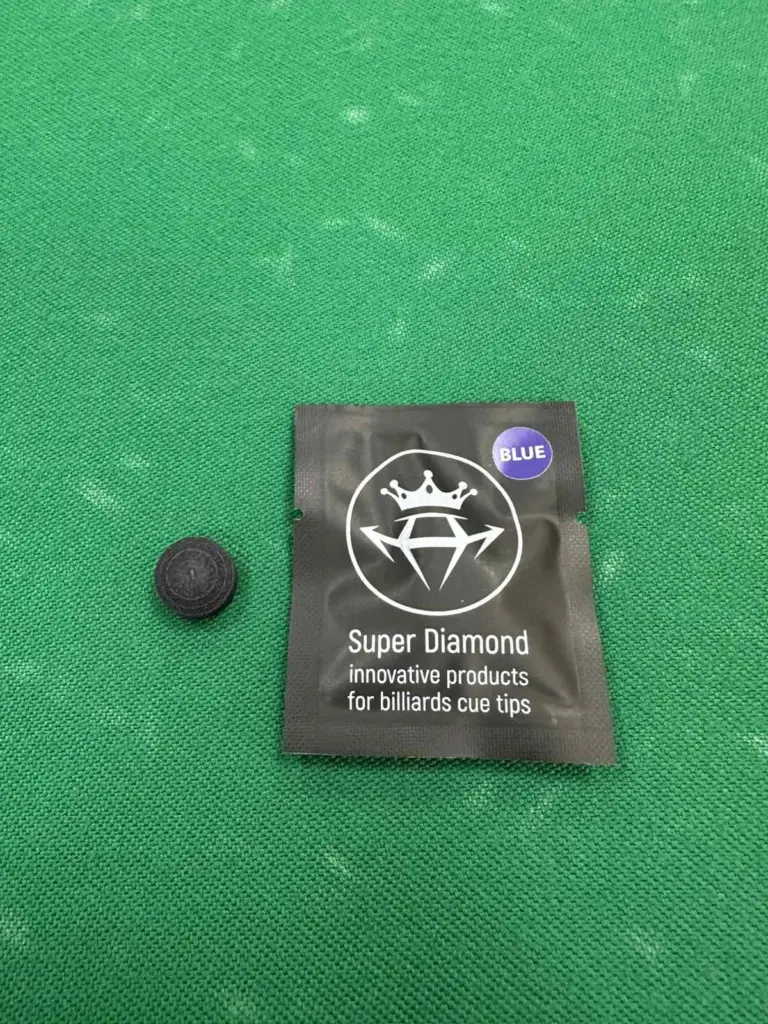 BLUE
Super Diamond
innovative products
for billiards cue tips